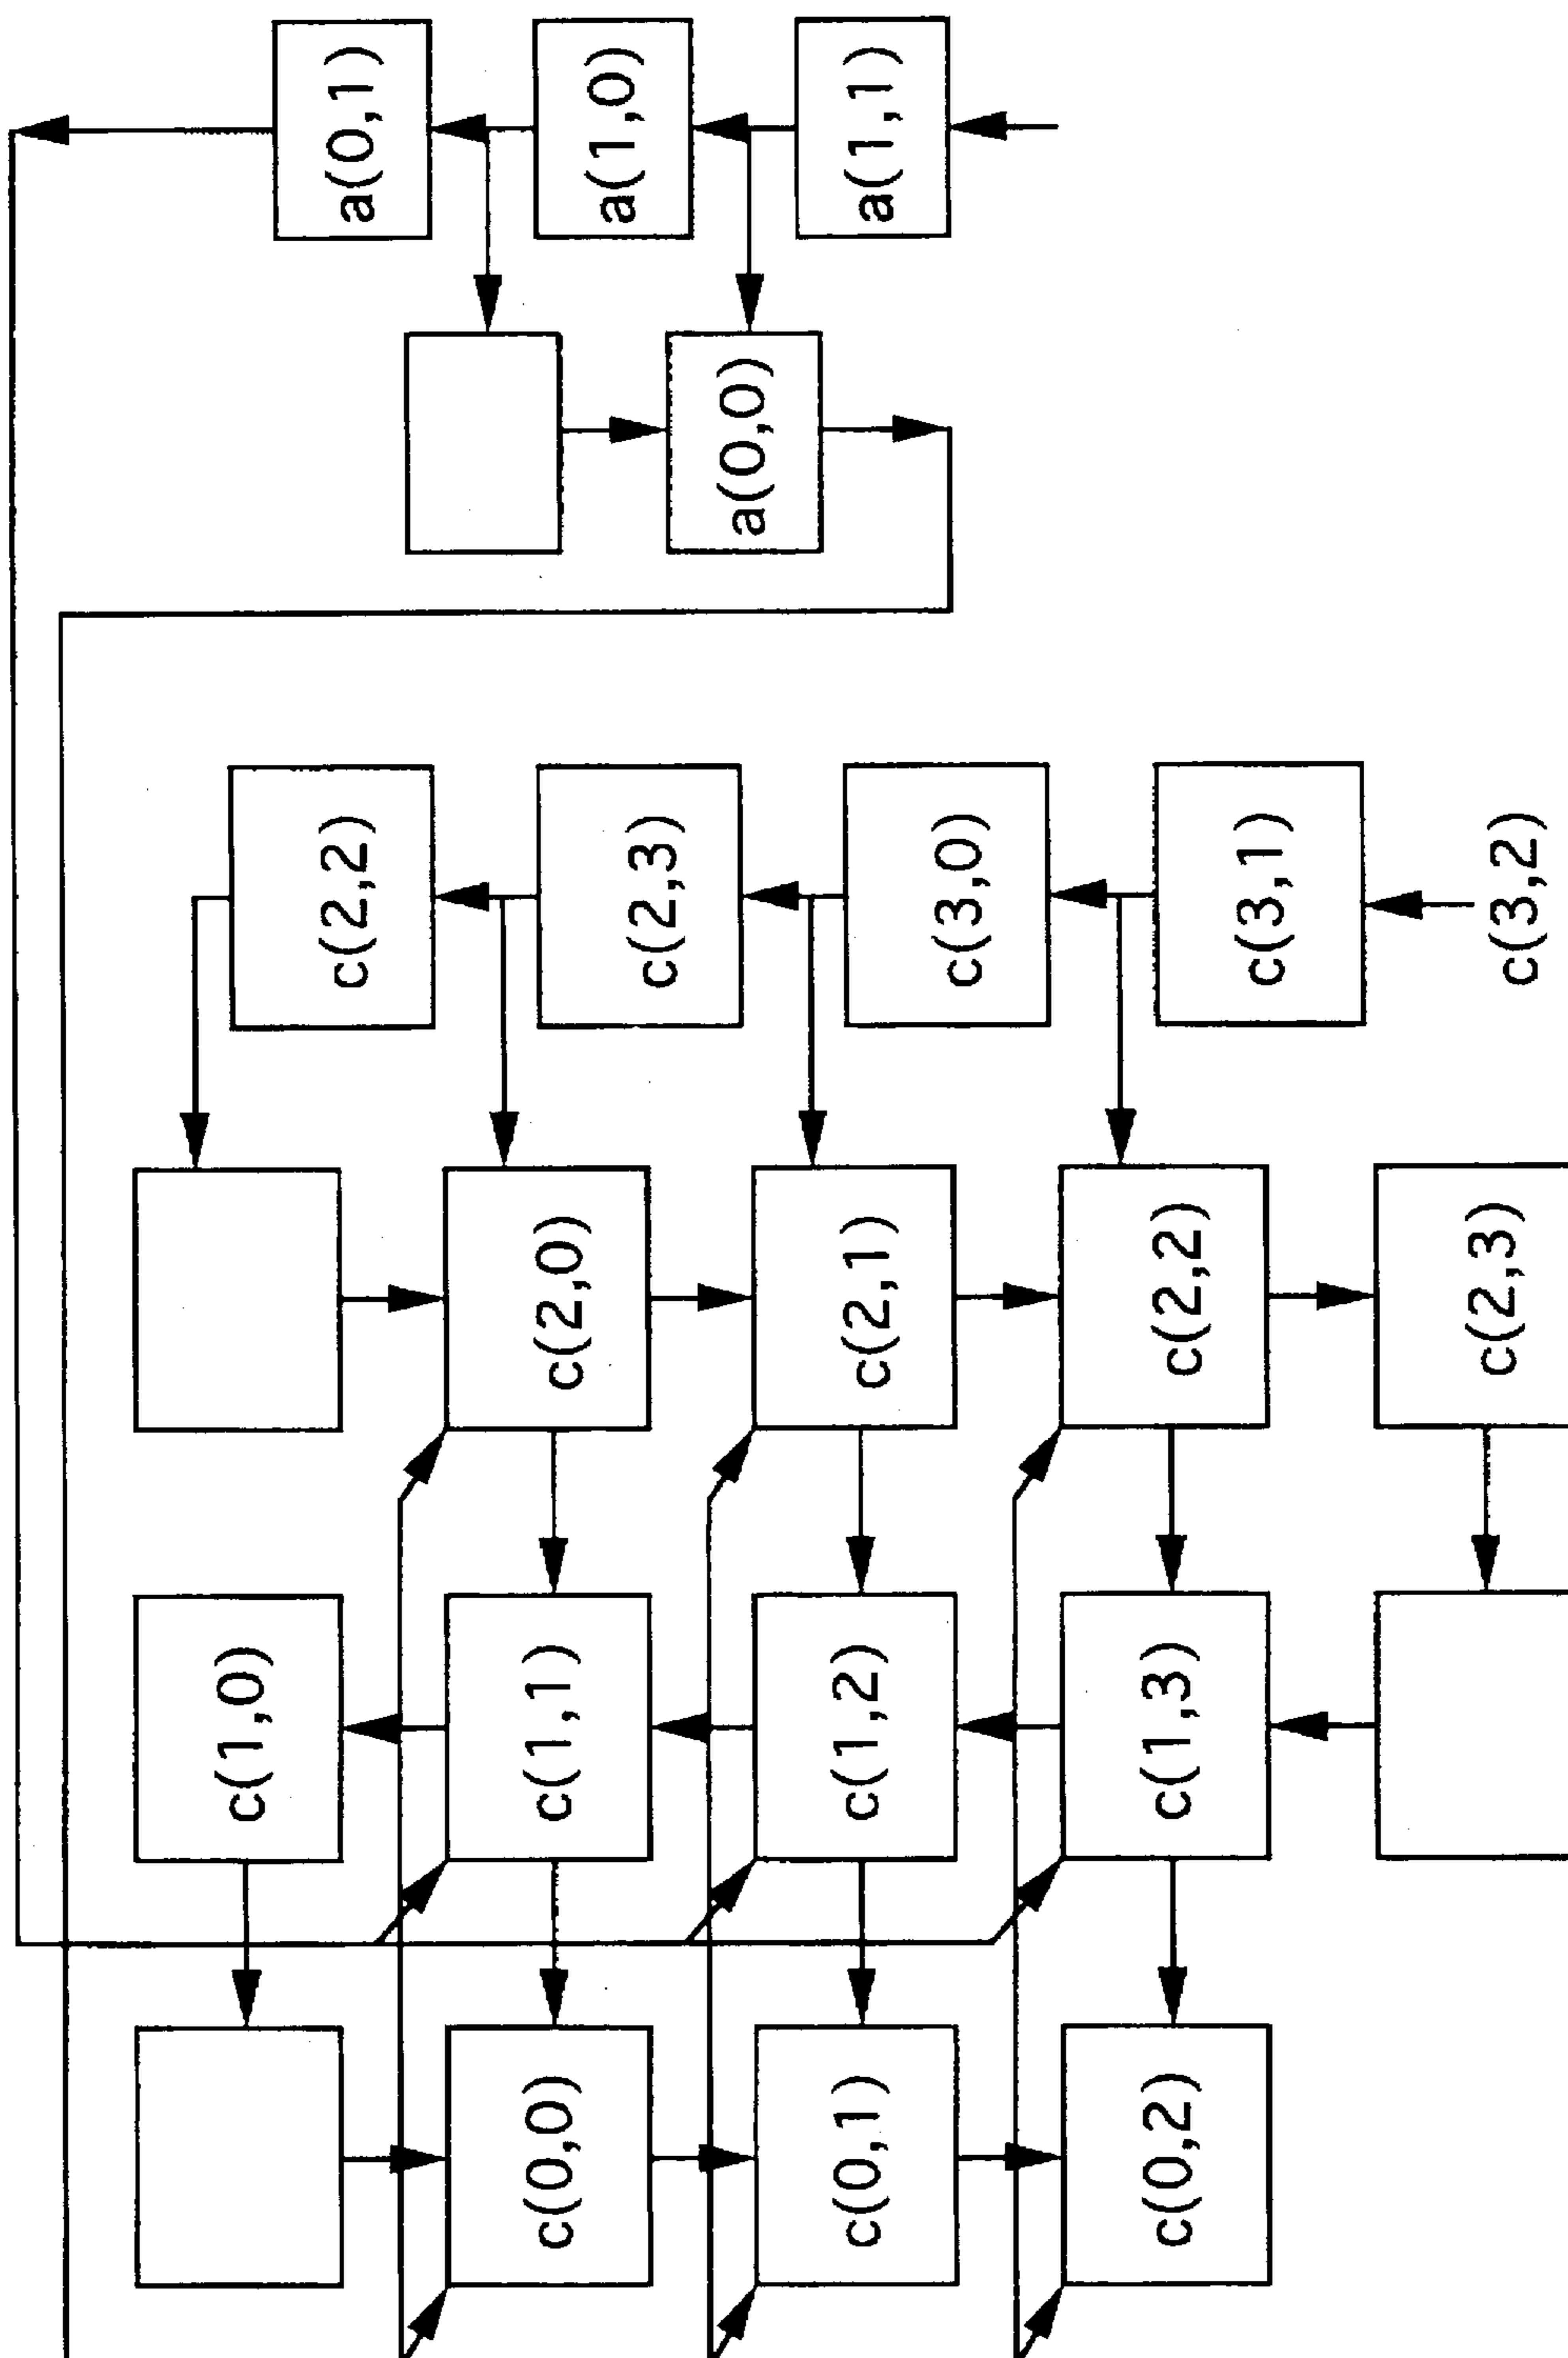 c(1,0)
c(2,2)
a(0,1)
c(0,0)
c(1,1)
c(2,0)
c(2,3)
a(1,0)
a(0,0)
c(0,1)
c(1,2)
c(2,1)
a(1,1)
c(3,0)
c(0,2)
c(1,3)
c(2,2)
c(3,1)
c(2,3)
c(3,2)